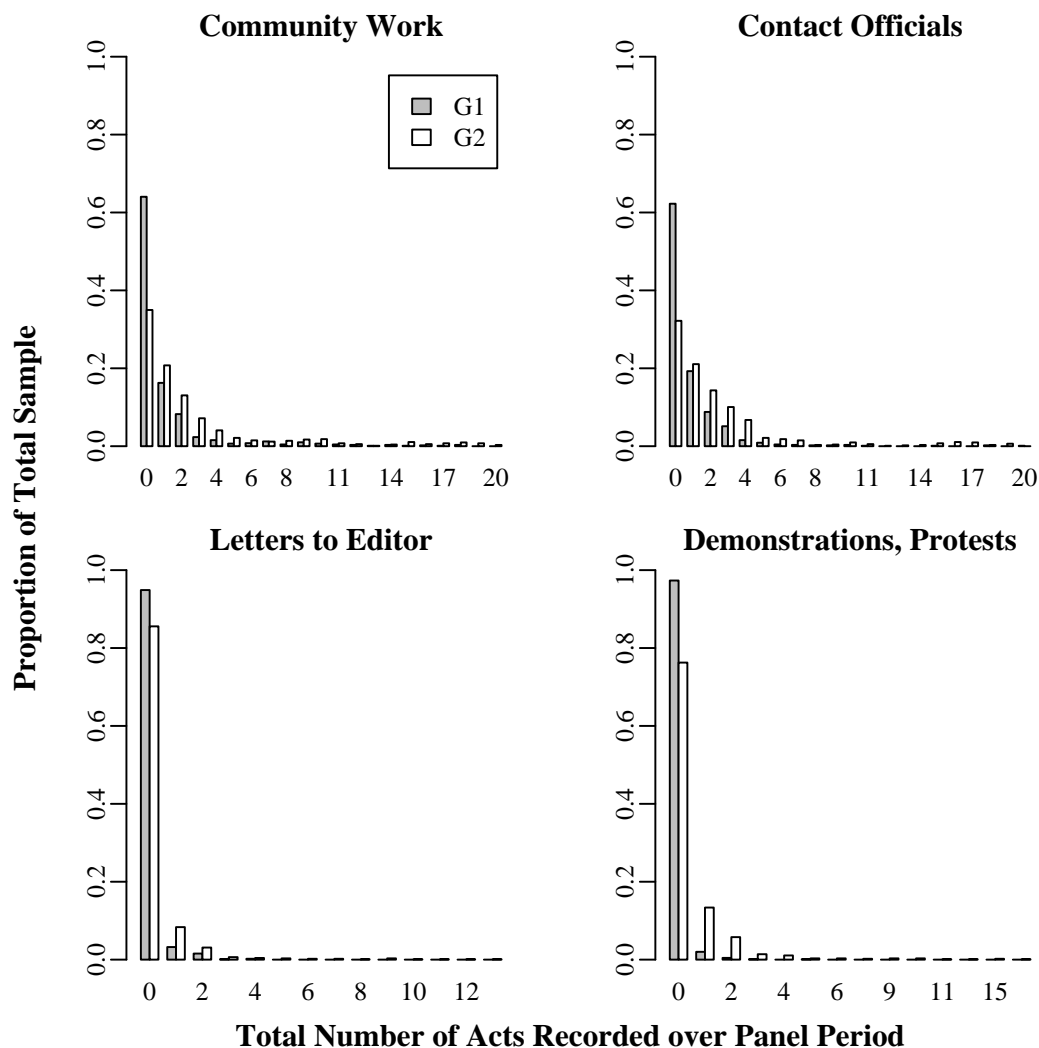 Community Work
Contact Officials
G1
G2
1.0
0.8
0.6
0.4
0.2
0.0
0 2 4 6 8 11 14 17 20
1.0
0.8
0.6
0.4
0.2
0.0
0 2 4 6 8 11 14 17 20
Proportion of Total Sample
Letters to Editor
Demonstrations, Protests
1.0
0.8
0.6
0.4
0.2
0.0
0 2 4 6 8 10 12
1.0
0.8
0.6
0.4
0.2
0.0
0 2 4 6 9 11 15
Total Number of Acts Recorded over Panel Period